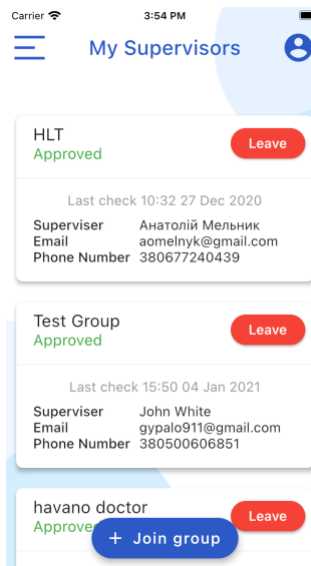 Carrier 3:54 PM
My Supervisors
HLT
Approved
Leave
Last check 10:32 27 Dec 2020
Superviser Анатолій Мельник
Email aomelnyk@gmail.com
Phone Number 380677240439
Test Group
Approved
Leave
Last check 15:50 04 Jan 2021
Superviser John White
Email gypalo911@gmail.com
Phone Number 380500606851
havano doctor
Approved
Leave
+ Join group